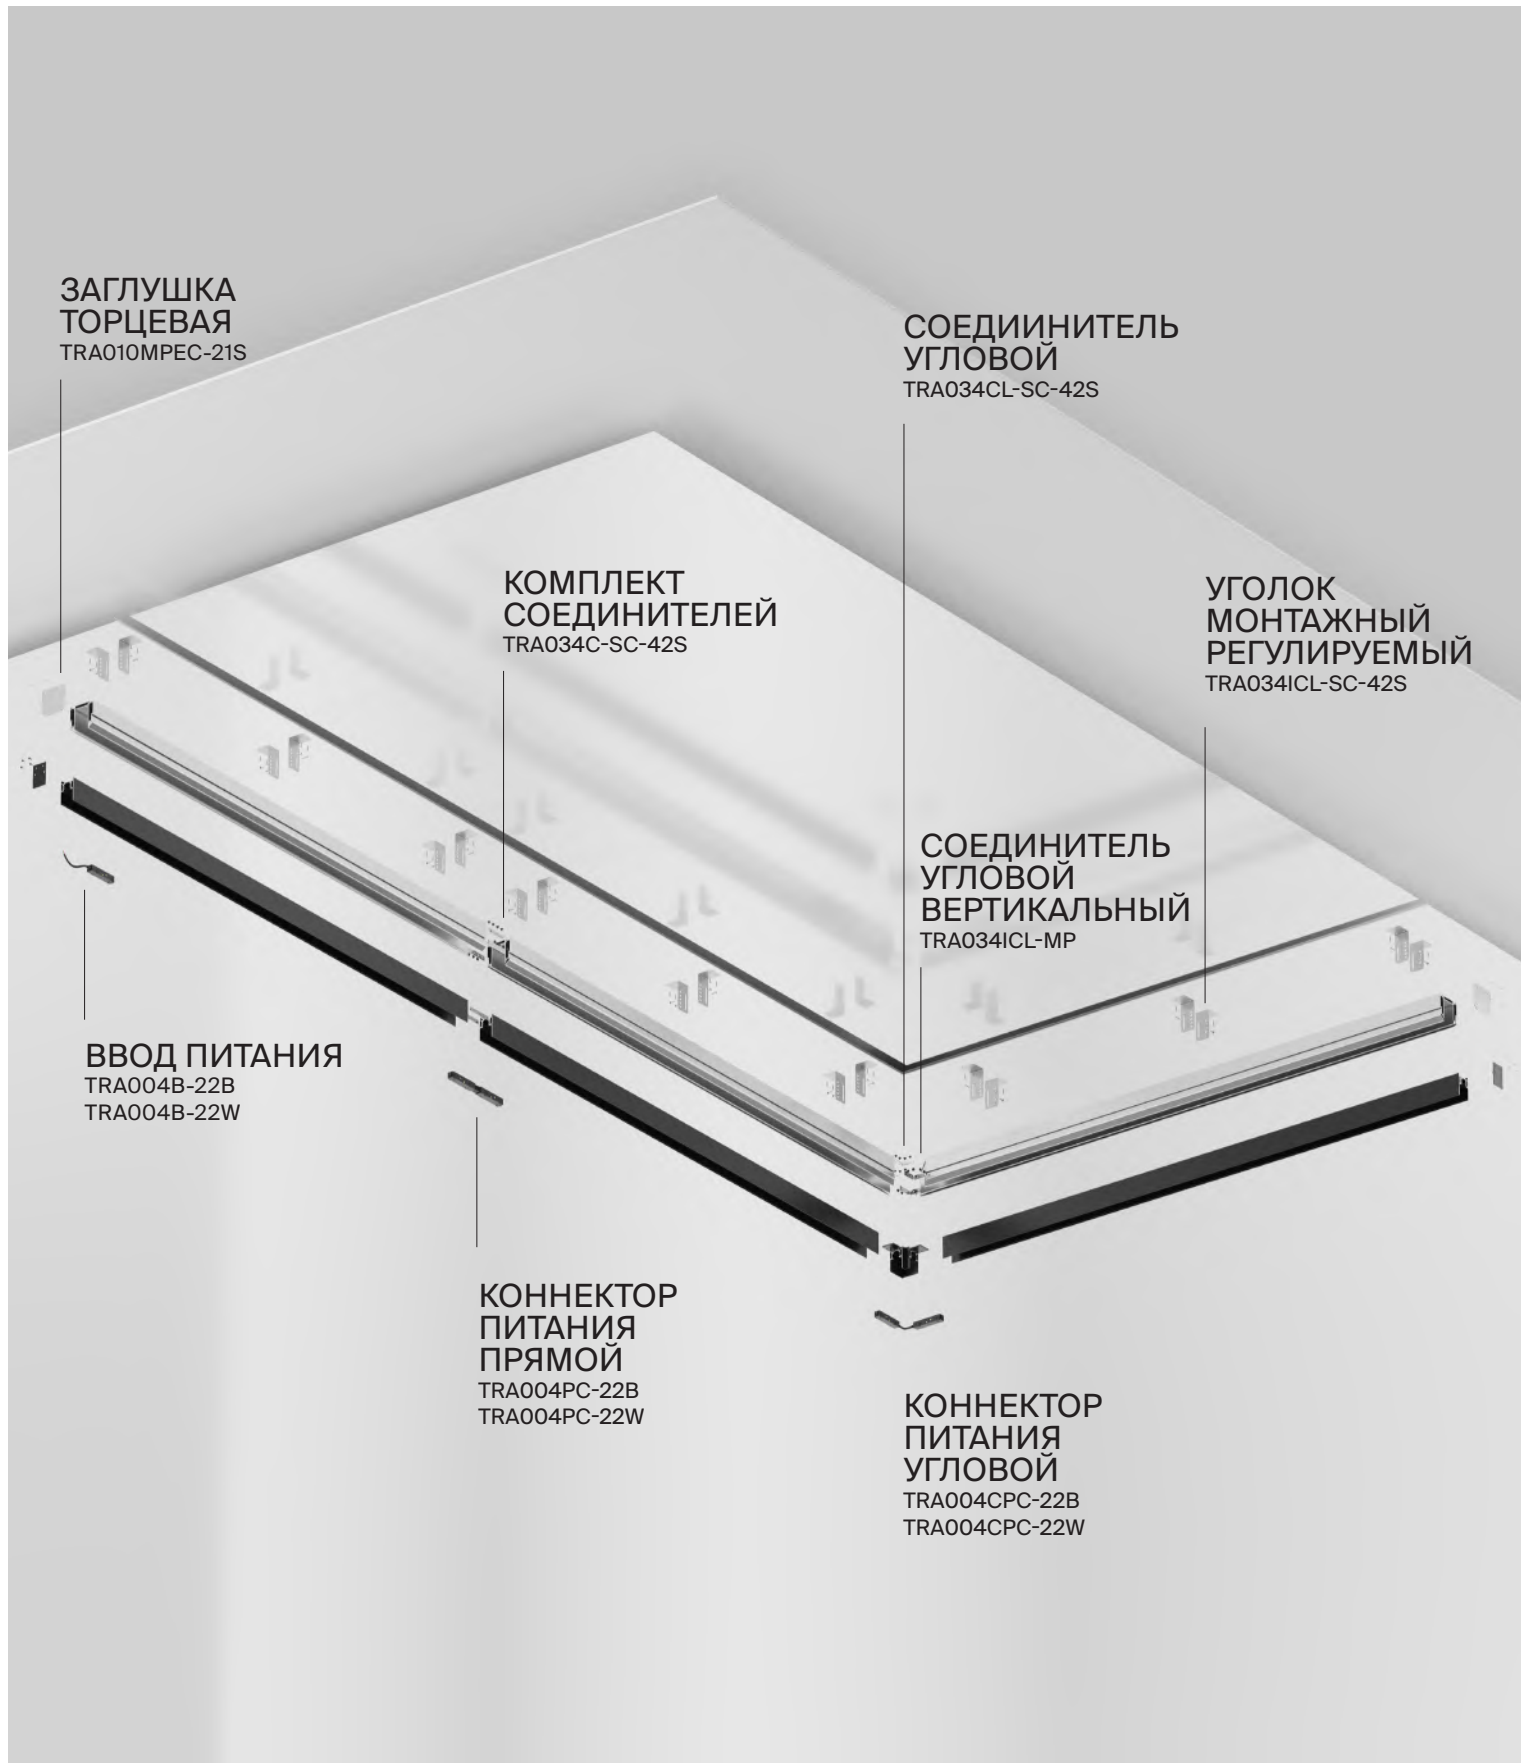 ЗАГЛУШКА
ТОРЦЕВАЯ
TRA010MPEC-21S
СОЕДИИНИТЕЛЬ
УГЛОВОЙ
TRA034CL-SC-42S
КОМПЛЕКТ
СОЕДИНИТЕЛЕЙ
TRA034C-SC-42S
УГОЛОК
МОНТАЖНЫЙ
РЕГУЛИРУЕМЫЙ
TRA034ICL-SC-42S
СОЕДИНИТЕЛЬ
УГЛОВОЙ
ВЕРТИКАЛЬНЫЙ
TRA034ICL-MP
ВВОД ПИТАНИЯ
TRA004B-22B
TRA004B-22W
КОННЕКТОР
ПИТАНИЯ
ПРЯМОЙ
TRA004PC-22B
TRA004PC-22W
КОННЕКТОР
ПИТАНИЯ
УГЛОВОЙ
TRA004CPC-22B
TRA004CPC-22W